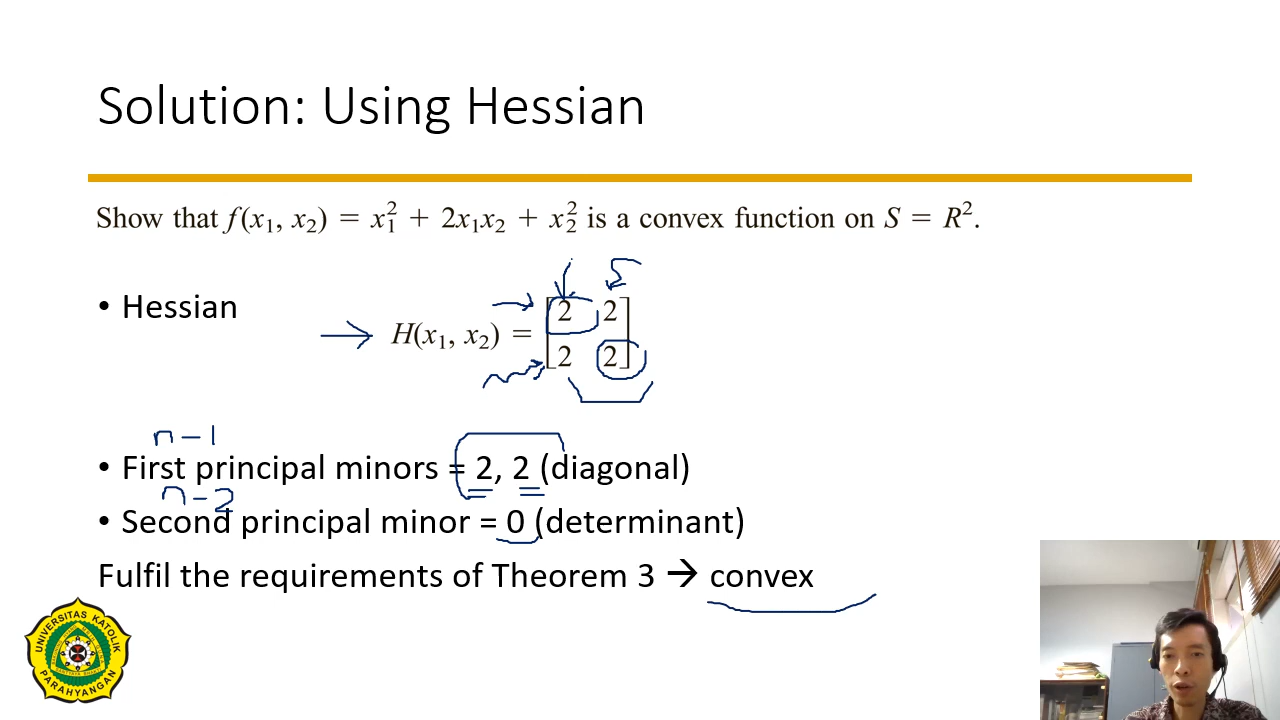 Solution: Using Hessian
Show that f(x₁, x₂) = x₁² + 2x₁x₂ + x₂² is a convex function on S = R².
• Hessian
H(x₁, x₂) = [2 2
2 2]
n-1
• First principal minors = 2, 2 (diagonal)
n-2
• Second principal minor = 0 (determinant)
Fulfil the requirements of Theorem 3 → convex
UNIVERSITAS KATOLIK
PARAHYANGAN